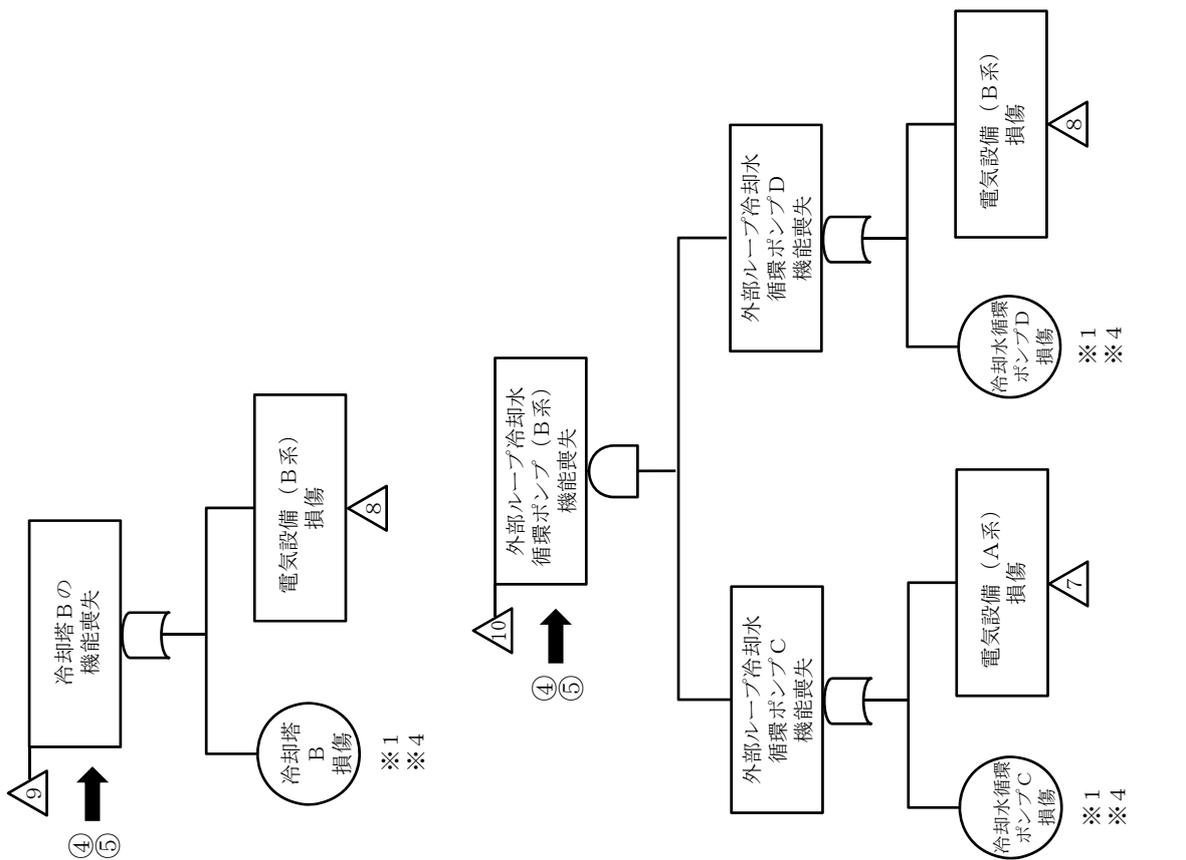 9
④
⑤
冷却塔Ｂの
機能喪失
冷却塔
Ｂ
損傷
※1
※4
電気設備（Ｂ系）
損傷
8
10
④
⑤
外部ループ冷却水
循環ポンプ（Ｂ系）
機能喪失
外部ループ冷却水
循環ポンプＣ
機能喪失
冷却水循環
ポンプＣ
損傷
※1
※4
電気設備（Ａ系）
損傷
7
外部ループ冷却水
循環ポンプＤ
機能喪失
冷却水循環
ポンプＤ
損傷
※1
※4
電気設備（Ｂ系）
損傷
8